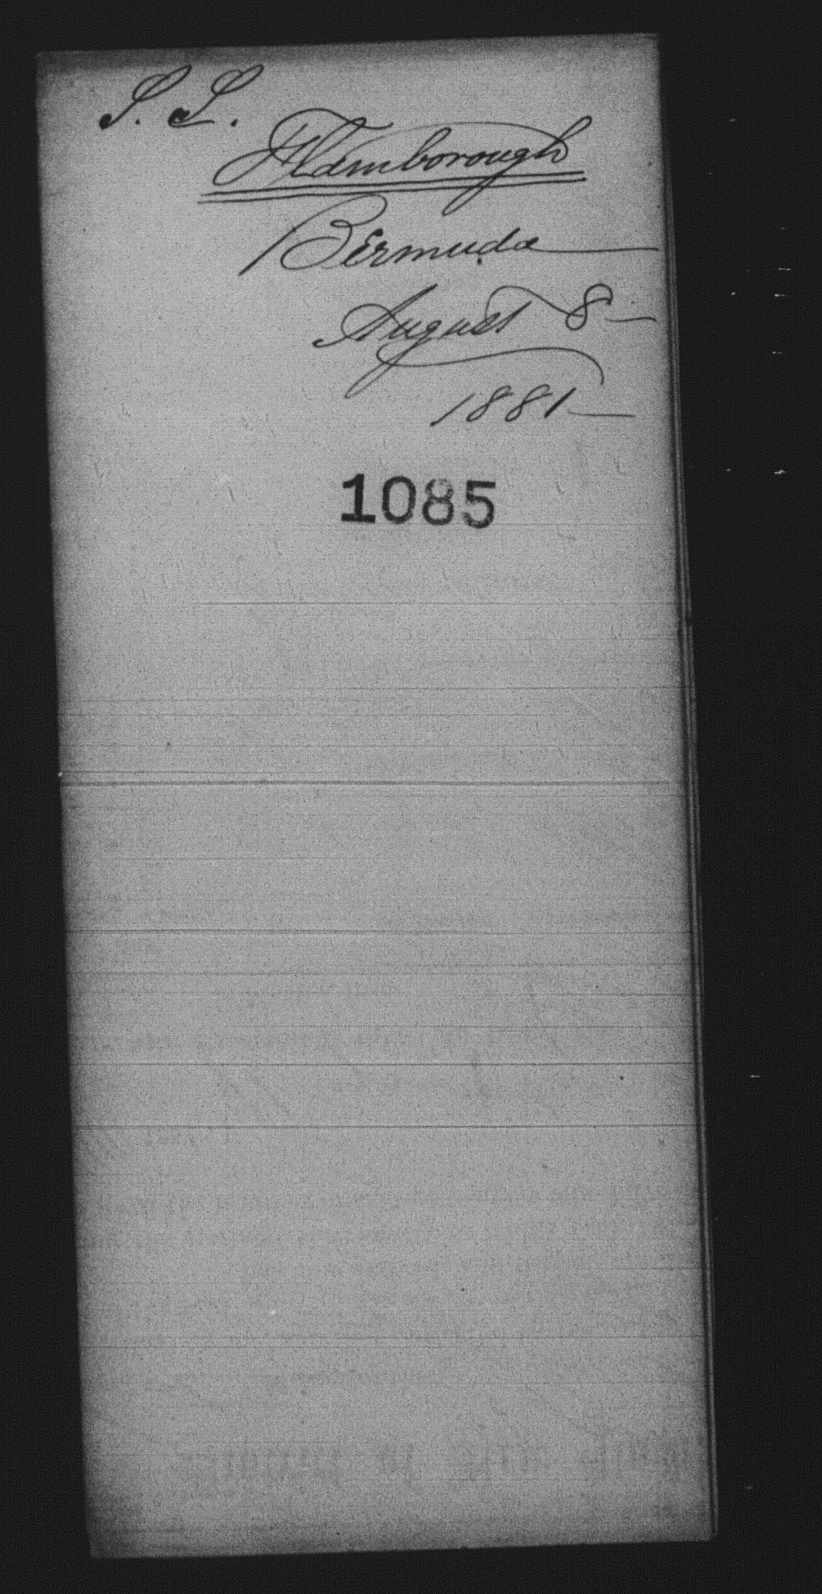 S. S.
Flamborough
Bermuda
August 8
1881
1085